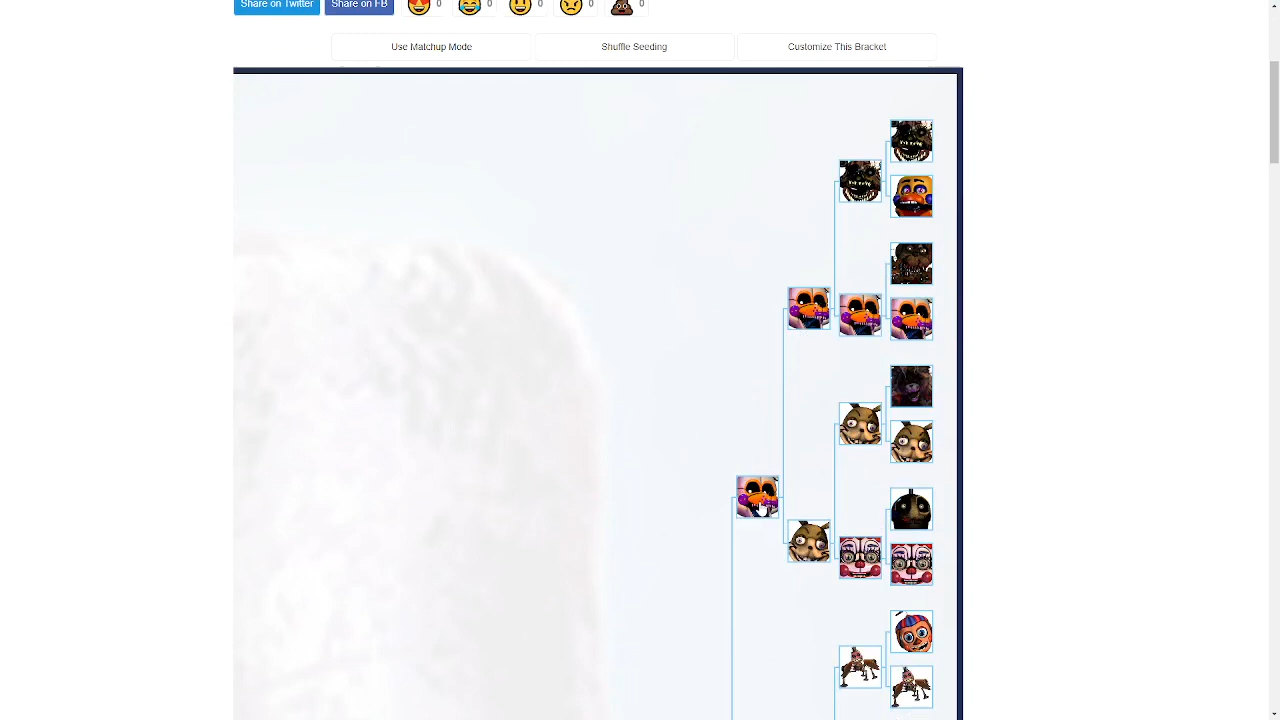 Share on Twitter Share on FB 0 0 0 0 0
Use Matchup Mode Shuffle Seeding Customize This Bracket